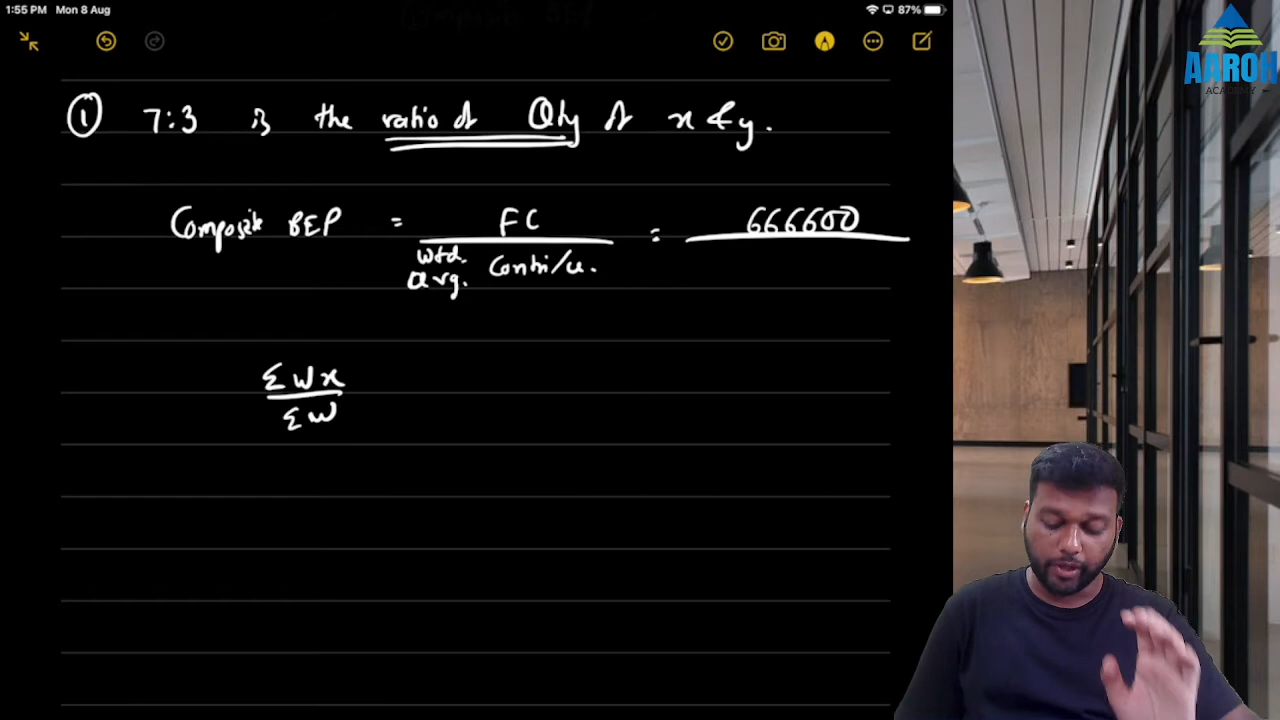 1:55 PM Mon 8 Aug
87%
AAROH
ACADEMY
① 7:3 is the ratio of Qty of x & y.
Composite BEP = FC / Wtd. Avg. Contri/u. = 666600
Σwx
Σw